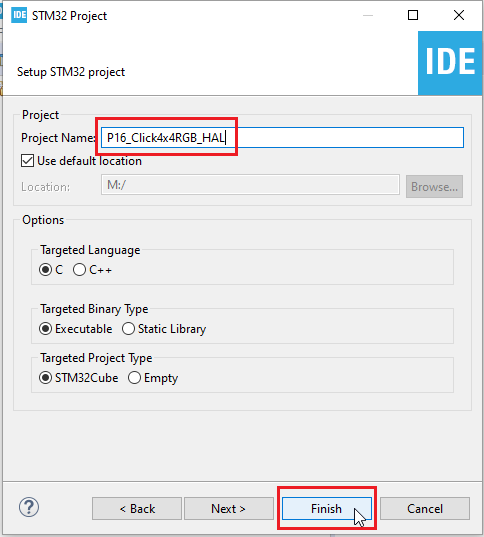 IDE STM32 Project
Setup STM32 project
IDE
Project
Project Name: P16_Click4x4RGB_HAL
Use default location
Location: M:/ Browse...
Options
Targeted Language
C C++
Targeted Binary Type
Executable Static Library
Targeted Project Type
STM32Cube Empty
? < Back Next > Finish Cancel